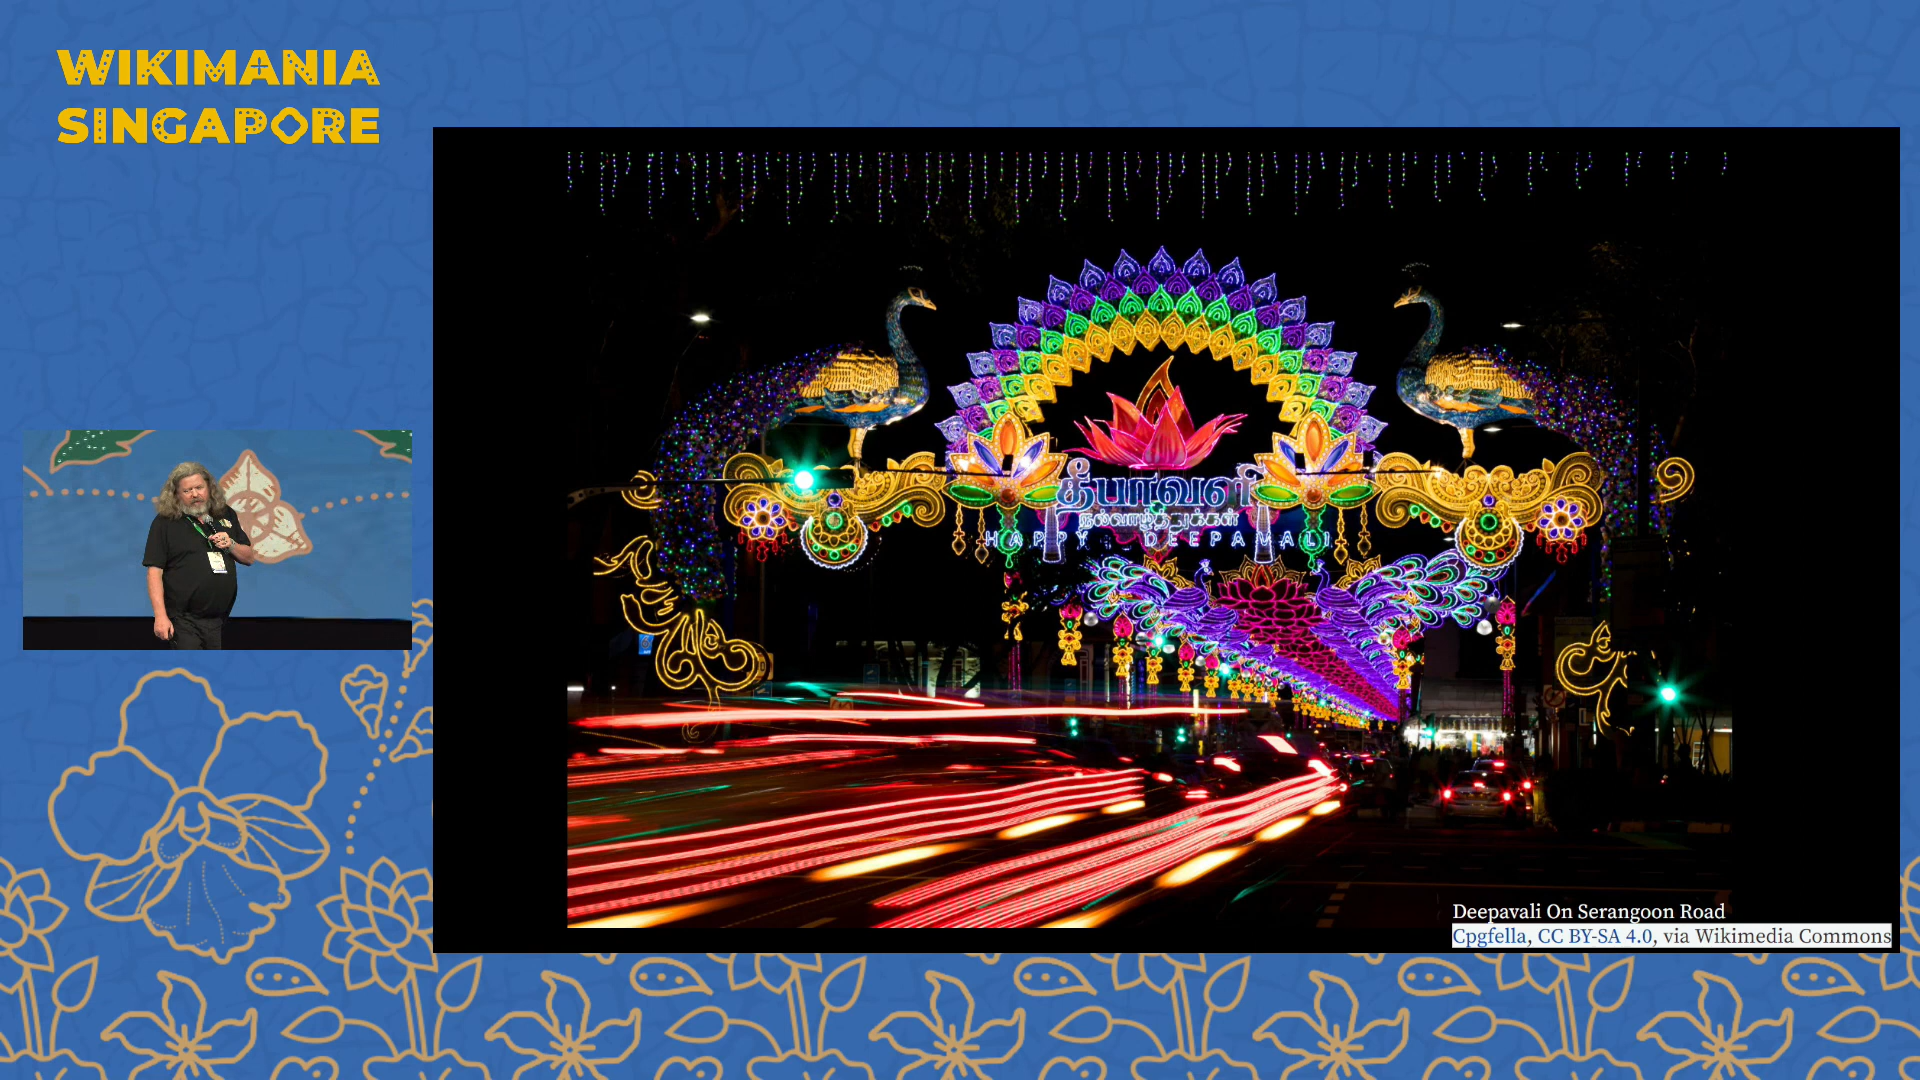 WIKIMANIA
SINGAPORE
தீபாவளி
நல்வாழ்த்துக்கள்
HAPPY DEEPAVALI
Deepavali On Serangoon Road
Cpgfella, CC BY-SA 4.0, via Wikimedia Commons